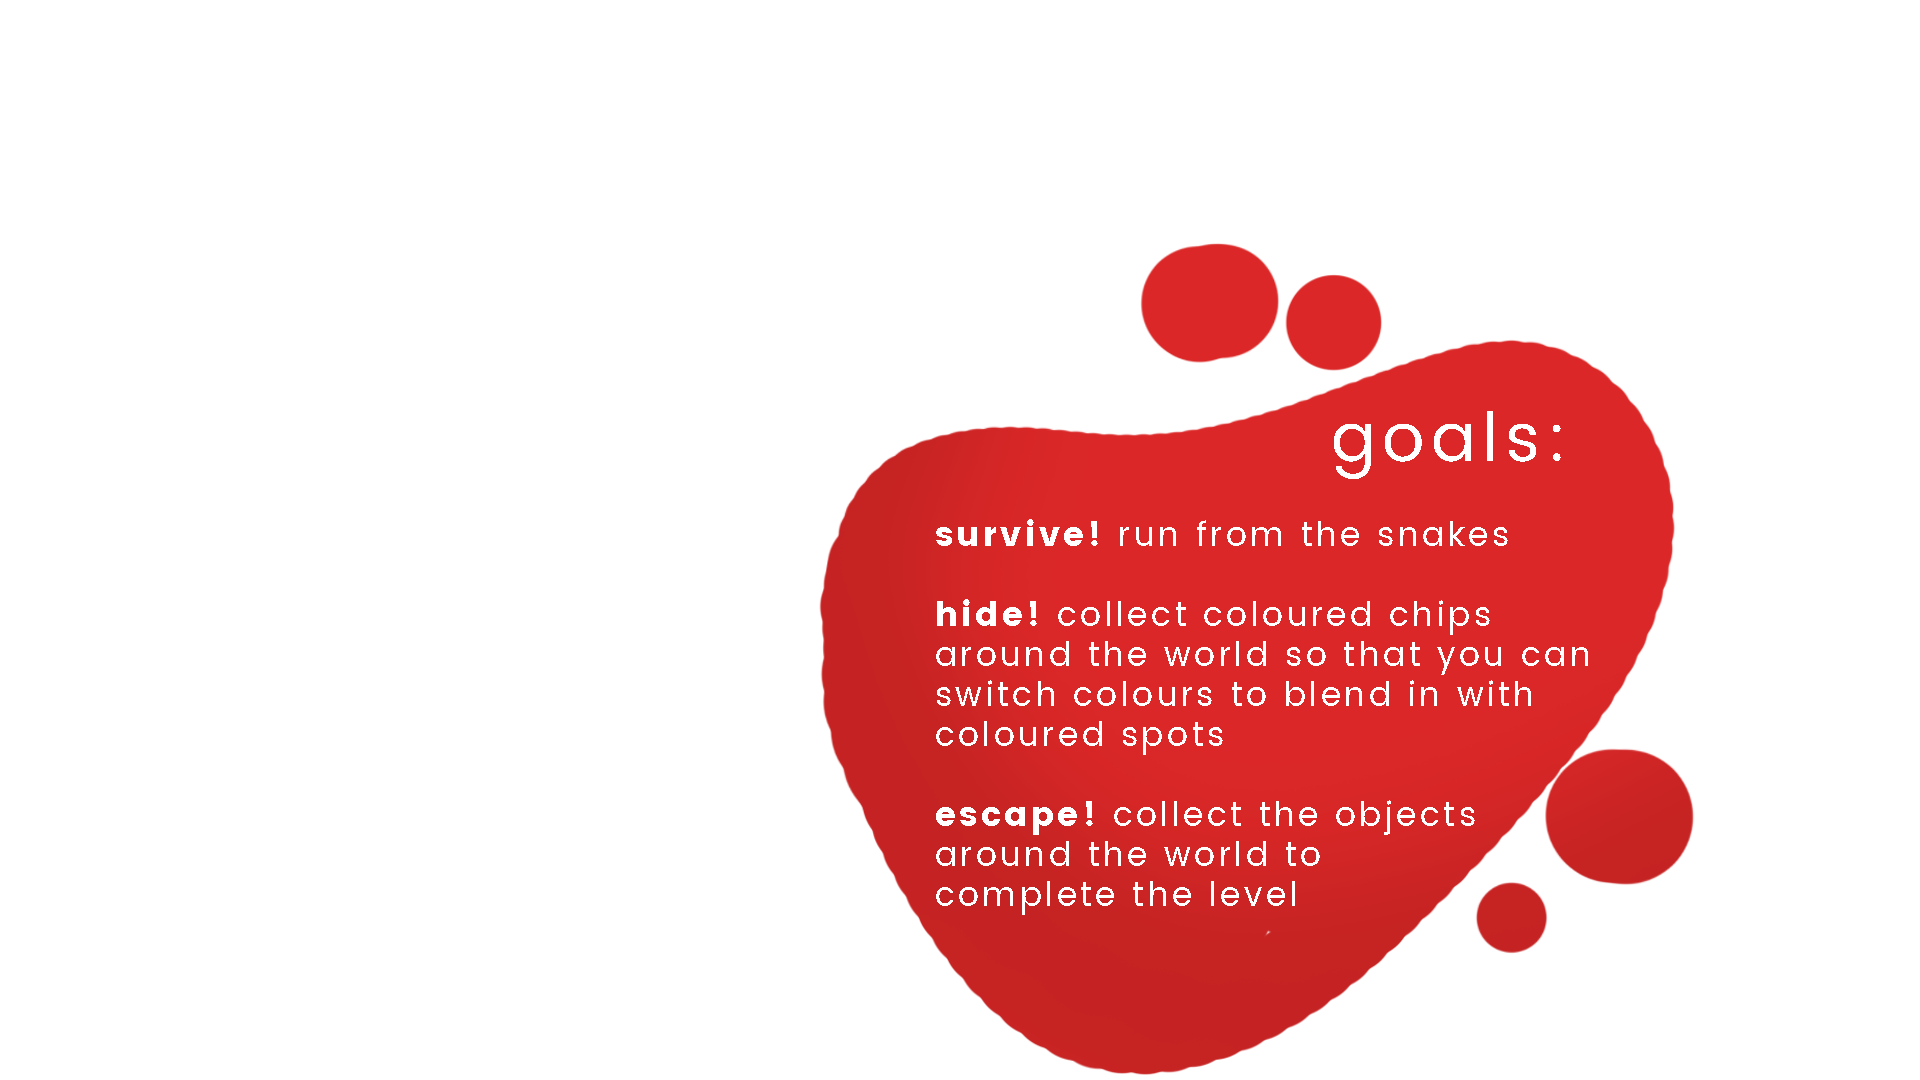 goals:
survive! run from the snakes
hide! collect coloured chips
around the world so that you can
switch colours to blend in with
coloured spots
escape! collect the objects
around the world to
complete the level